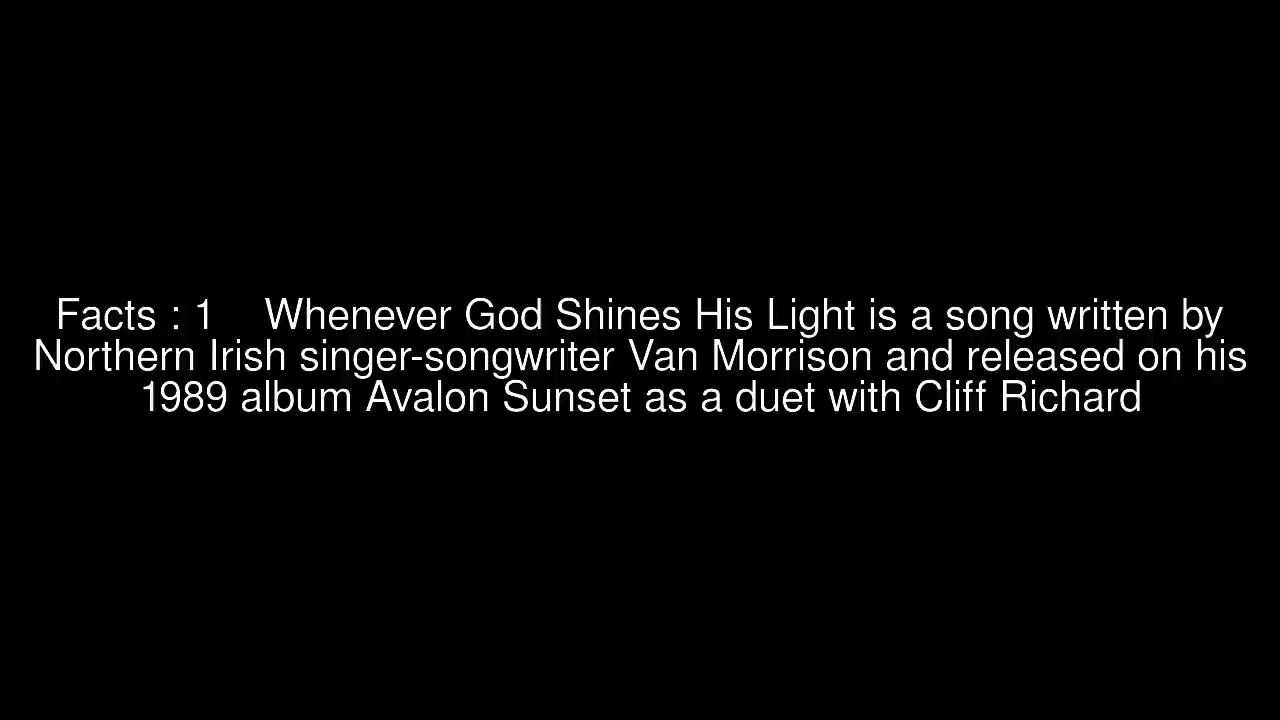 Facts : 1    Whenever God Shines His Light is a song written by
Northern Irish singer-songwriter Van Morrison and released on his
1989 album Avalon Sunset as a duet with Cliff Richard